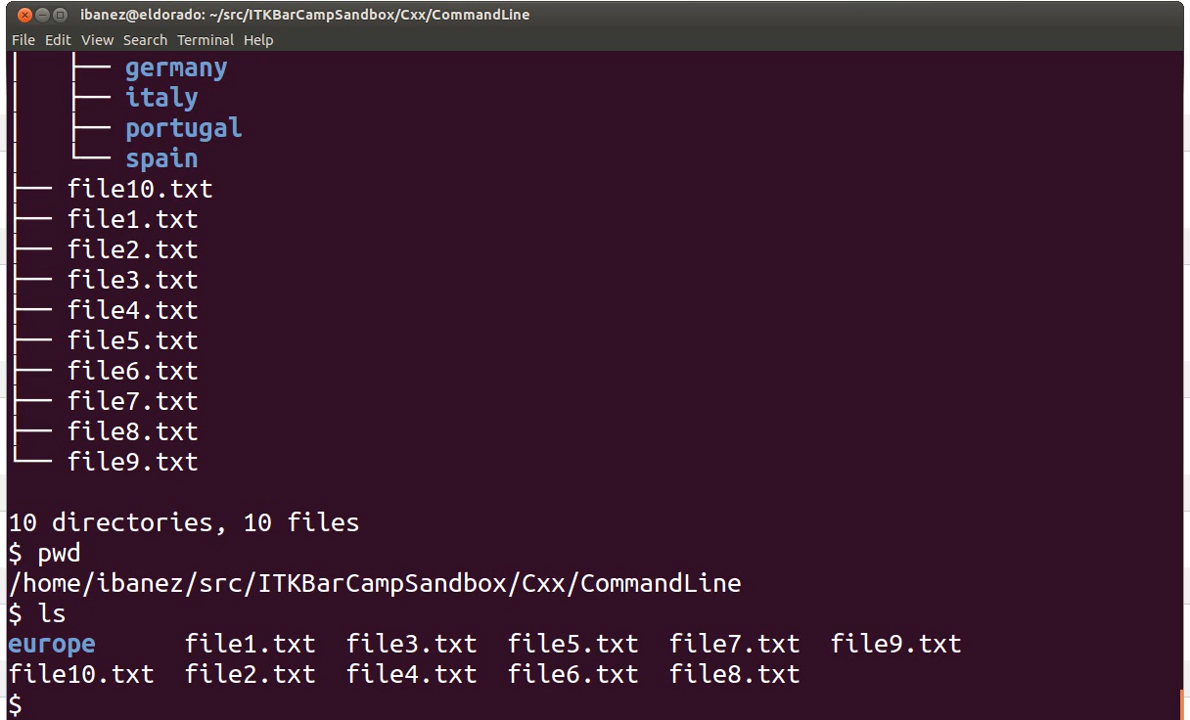 ibanez@eldorado: ~/src/ITKBarCampSandbox/Cxx/CommandLine
File Edit View Search Terminal Help
│   ├── germany
│   ├── italy
│   ├── portugal
│   └── spain
├── file10.txt
├── file1.txt
├── file2.txt
├── file3.txt
├── file4.txt
├── file5.txt
├── file6.txt
├── file7.txt
├── file8.txt
└── file9.txt
10 directories, 10 files
$ pwd
/home/ibanez/src/ITKBarCampSandbox/Cxx/CommandLine
$ ls
europe      file1.txt  file3.txt  file5.txt  file7.txt  file9.txt
file10.txt  file2.txt  file4.txt  file6.txt  file8.txt
$